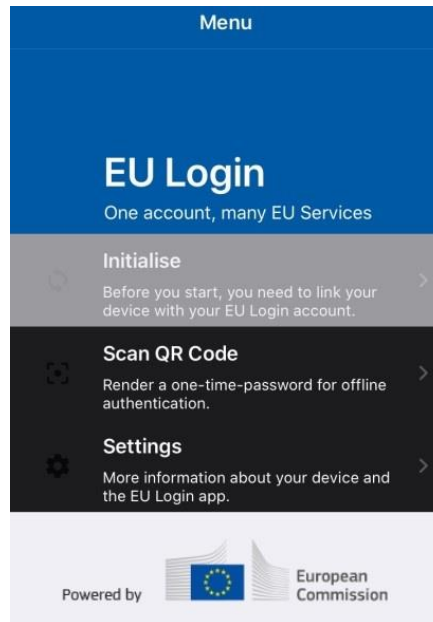 Menu
EU Login
One account, many EU Services
Initialise
Before you start, you need to link your
device with your EU Login account.
Scan QR Code
Render a one-time-password for offline
authentication.
Settings
More information about your device and
the EU Login app.
Powered by
European
Commission